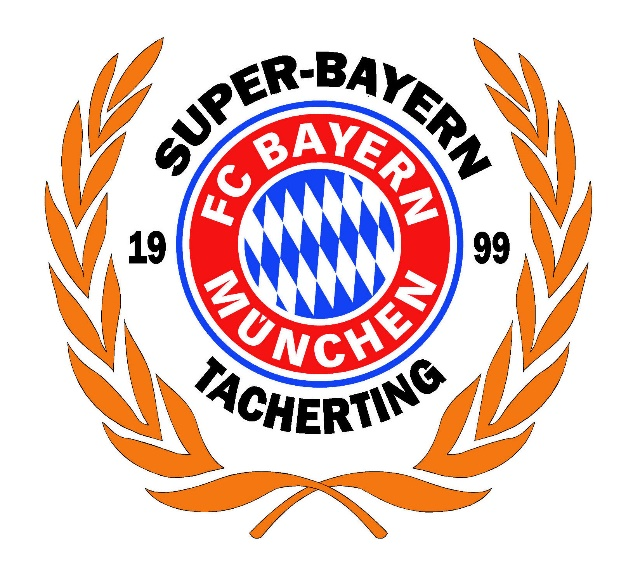 SUPER-BAYERN
FC BAYERN
19 99
MÜNCHEN
TACHERTING